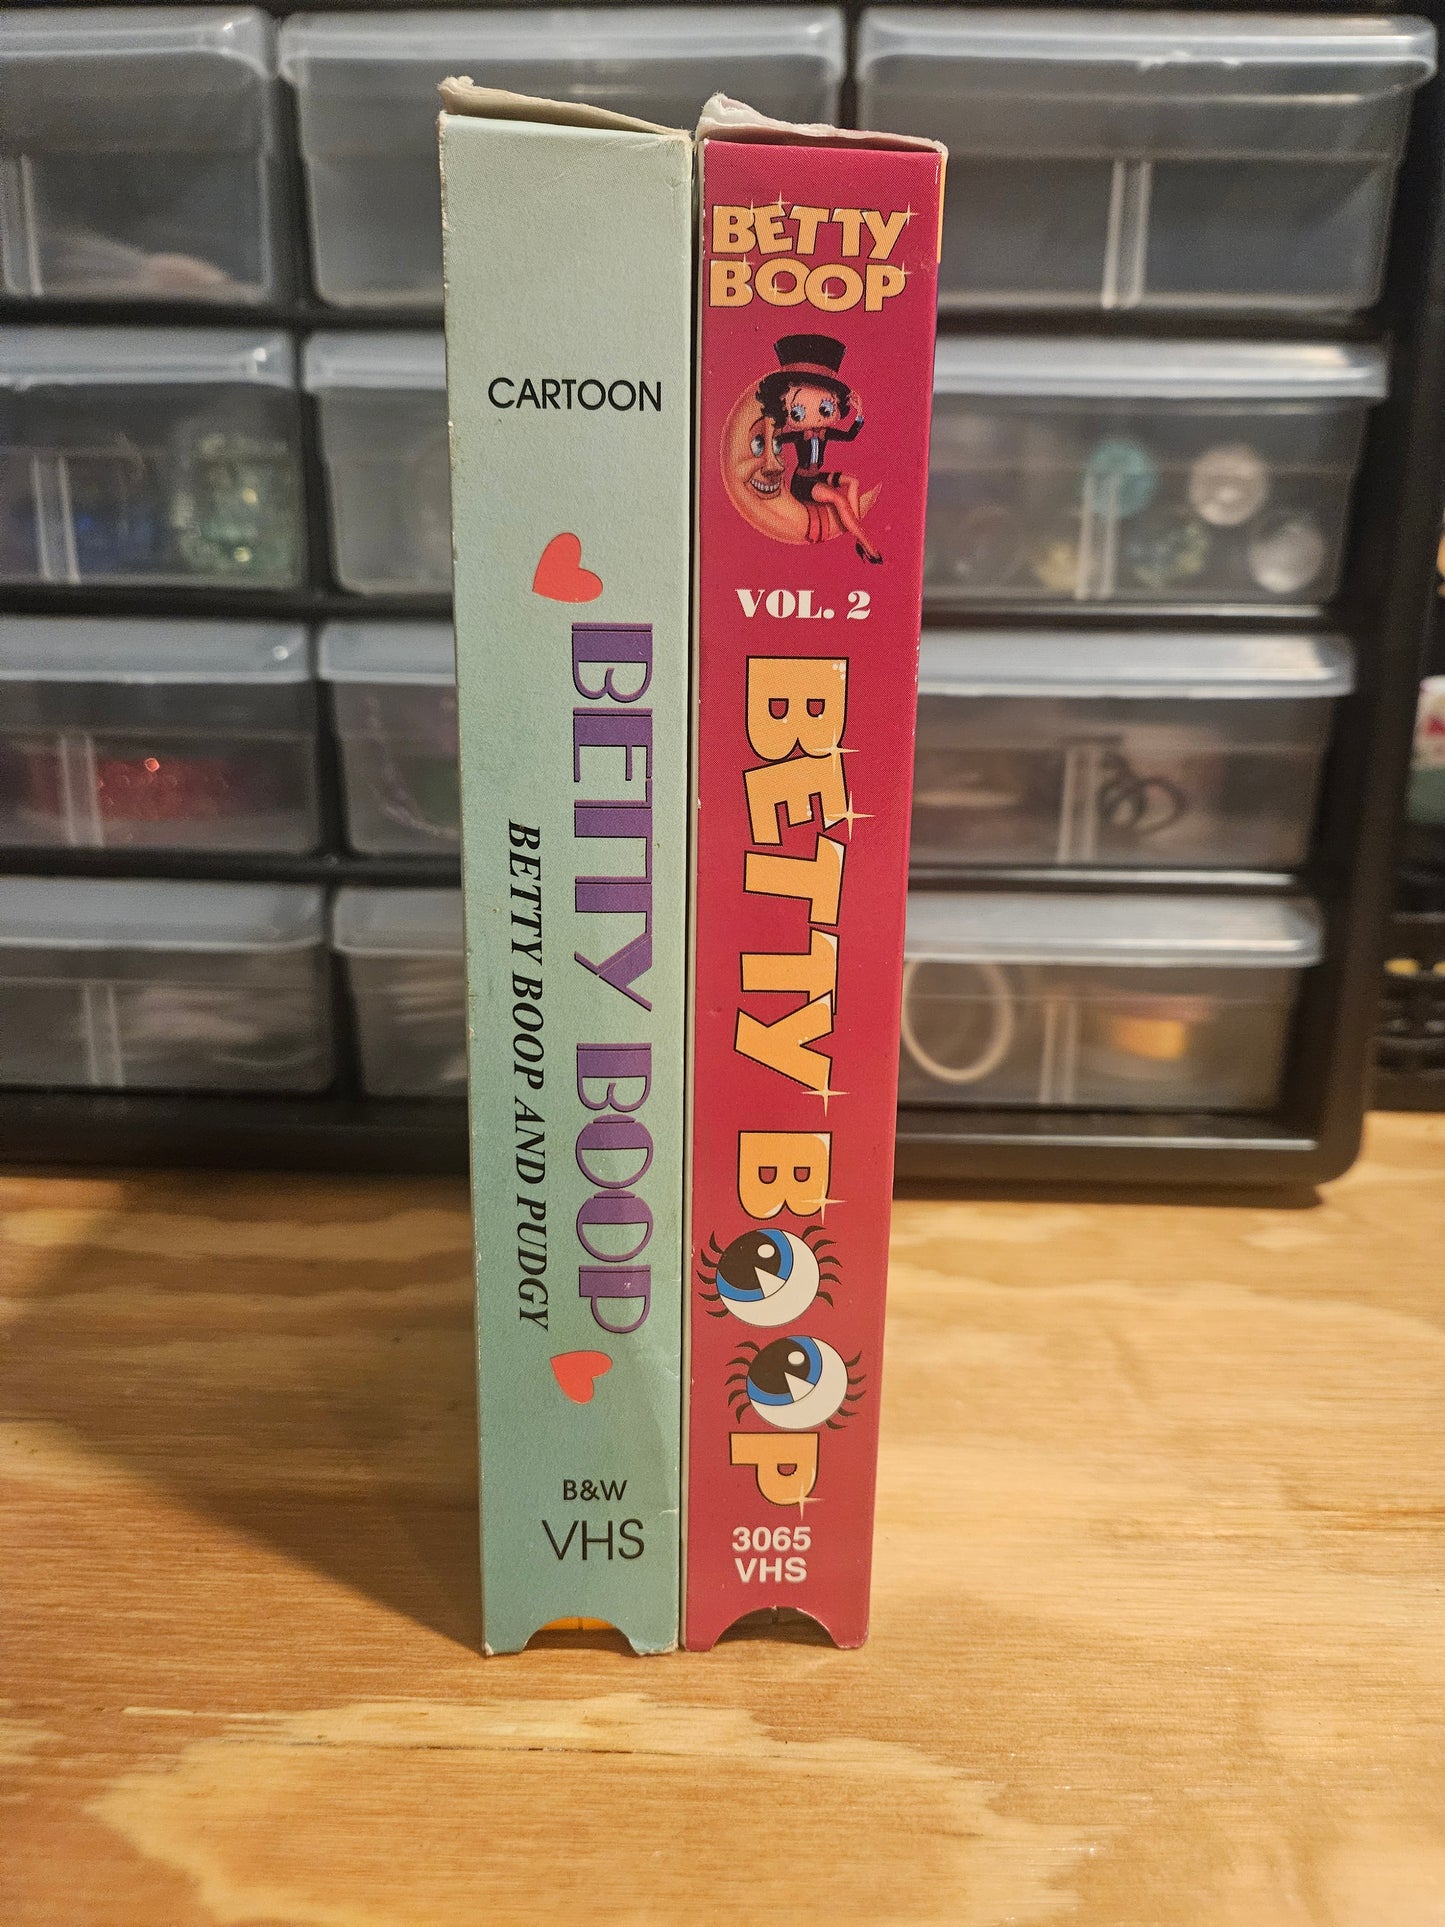 CARTOON
BETTY BOOP
BETTY BOOP AND PUDGY
B&W
VHS
BETTY
BOOP
VOL. 2
BETTY BOOP
3065
VHS